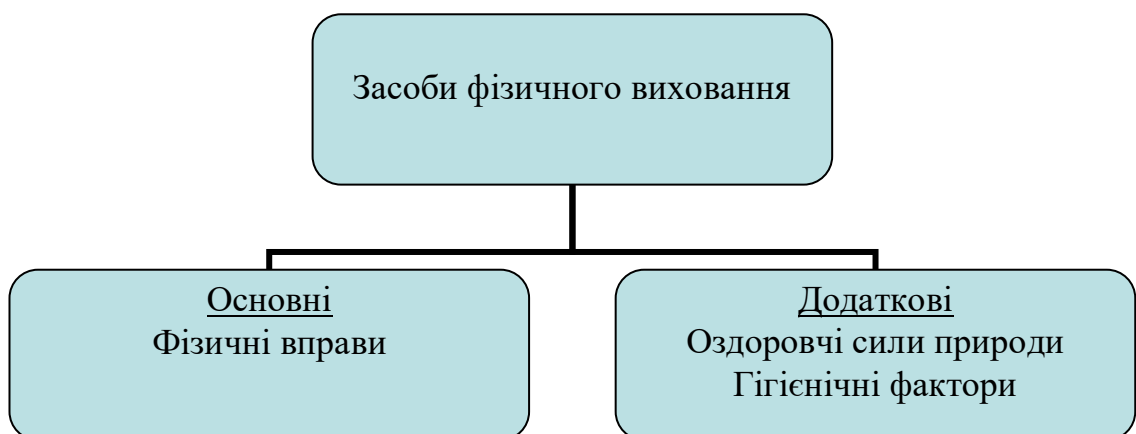 Засоби фізичного виховання
Основні
Фізичні вправи
Додаткові
Оздоровчі сили природи
Гігієнічні фактори